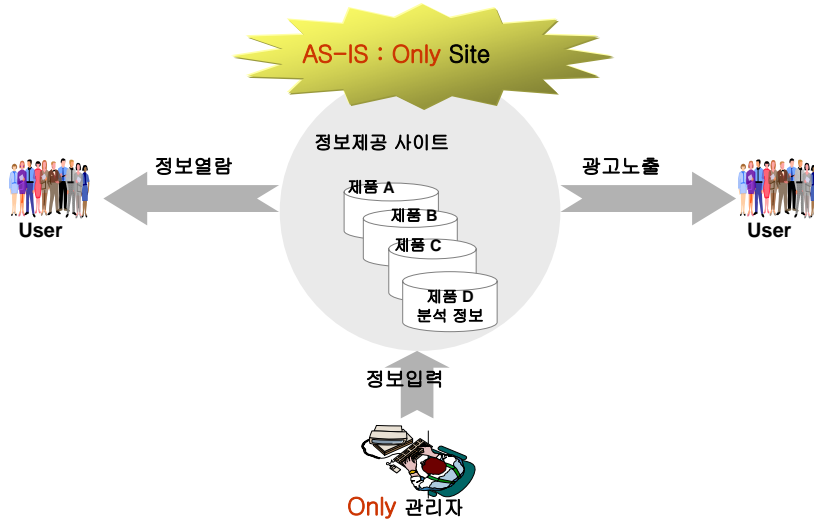 AS-IS : Only Site
정보제공 사이트
정보열람
광고노출
제품 A
제품 B
제품 C
제품 D
분석 정보
User
User
정보입력
Only 관리자